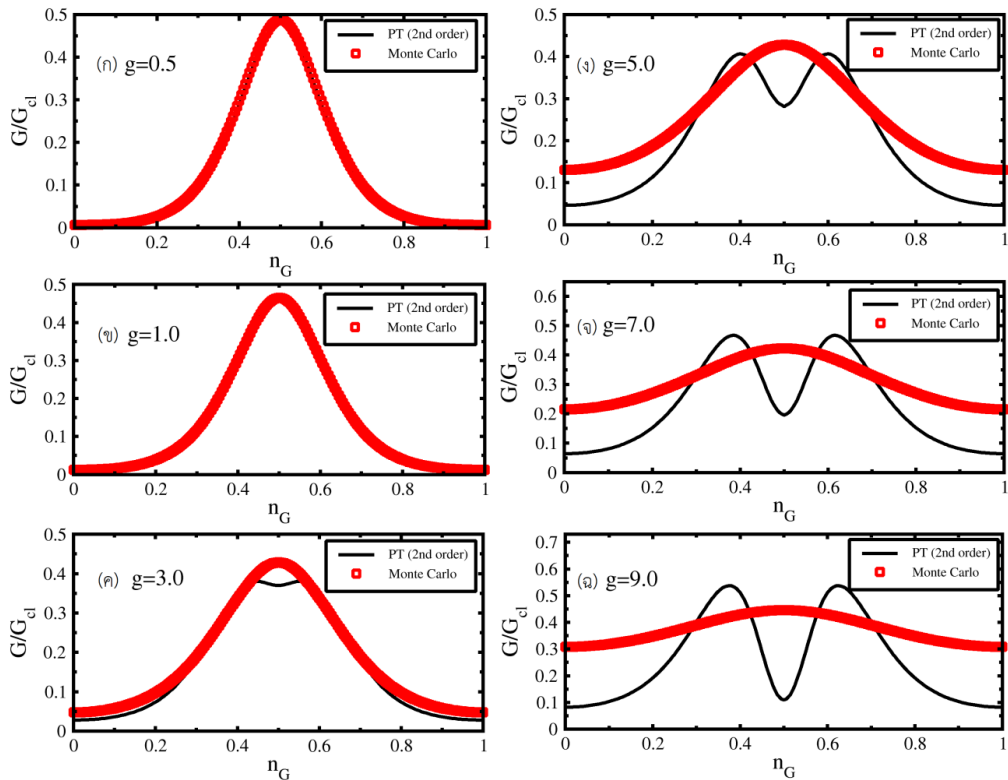 0.5
0.4
0.3
0.2
0.1
0
G/G_cl
(ก) g=0.5
PT (2nd order)
Monte Carlo
0 0.2 0.4 0.6 0.8 1
n_G
0.5
0.4
0.3
0.2
0.1
0
G/G_cl
(ข) g=1.0
PT (2nd order)
Monte Carlo
0 0.2 0.4 0.6 0.8 1
n_G
0.5
0.4
0.3
0.2
0.1
0
G/G_cl
(ค) g=3.0
PT (2nd order)
Monte Carlo
0 0.2 0.4 0.6 0.8 1
n_G
0.5
0.4
0.3
0.2
0.1
0
G/G_cl
(ง) g=5.0
PT (2nd order)
Monte Carlo
0 0.2 0.4 0.6 0.8 1
n_G
0.6
0.5
0.4
0.3
0.2
0.1
0
G/G_cl
(จ) g=7.0
PT (2nd order)
Monte Carlo
0 0.2 0.4 0.6 0.8 1
n_G
0.7
0.6
0.5
0.4
0.3
0.2
0.1
0
G/G_cl
(ฉ) g=9.0
PT (2nd order)
Monte Carlo
0 0.2 0.4 0.6 0.8 1
n_G